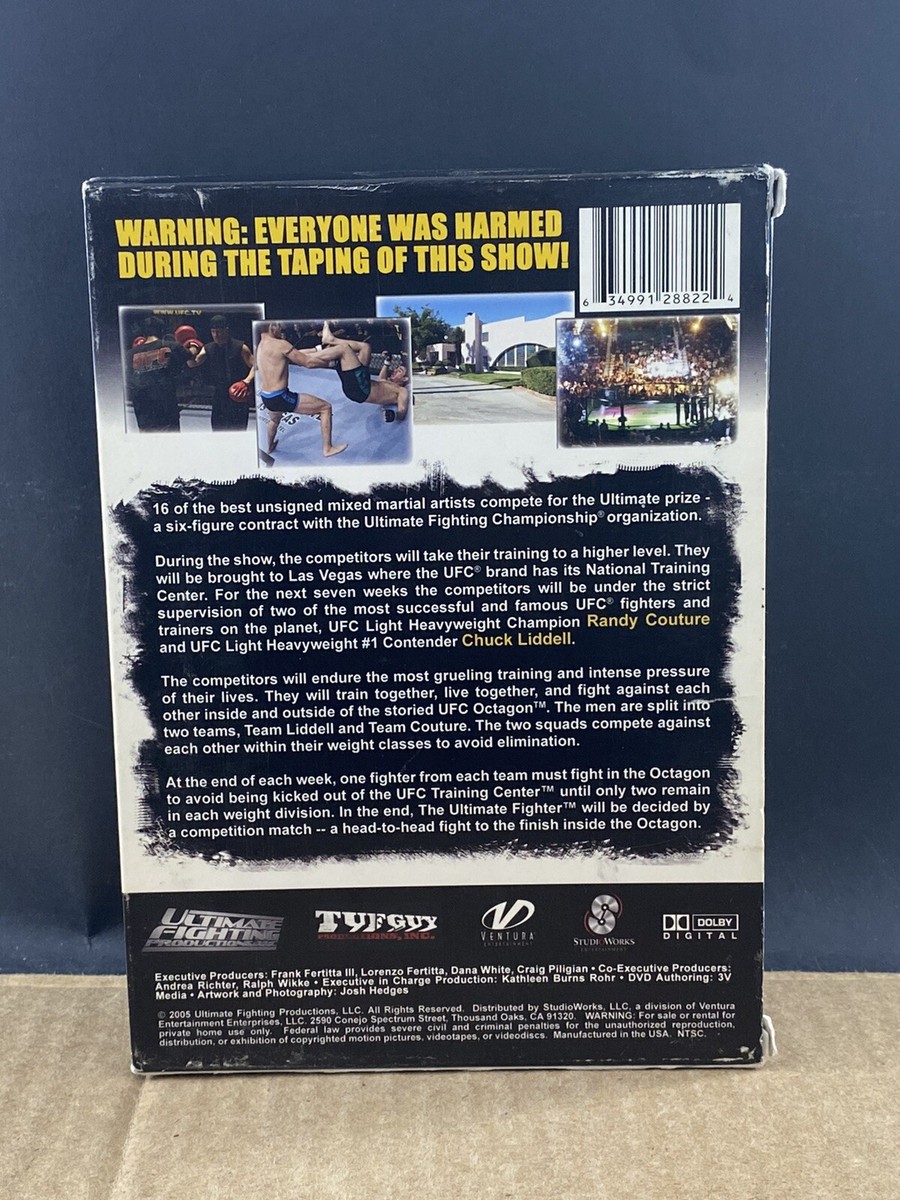 WARNING: EVERYONE WAS HARMED
DURING THE TAPING OF THIS SHOW!
6 34991 28822 4
WWW.UFC.TV
16 of the best unsigned mixed martial artists compete for the Ultimate prize -
a six-figure contract with the Ultimate Fighting Championship® organization.
During the show, the competitors will take their training to a higher level. They
will be brought to Las Vegas where the UFC® brand has its National Training
Center. For the next seven weeks the competitors will be under the strict
supervision of two of the most successful and famous UFC® fighters and
trainers on the planet, UFC Light Heavyweight Champion Randy Couture
and UFC Light Heavyweight #1 Contender Chuck Liddell.
The competitors will endure the most grueling training and intense pressure
of their lives. They will train together, live together, and fight against each
other inside and outside of the storied UFC Octagon™. The men are split into
two teams, Team Liddell and Team Couture. The two squads compete against
each other within their weight classes to avoid elimination.
At the end of each week, one fighter from each team must fight in the Octagon
to avoid being kicked out of the UFC Training Center™ until only two remain
in each weight division. In the end, The Ultimate Fighter™ will be decided by
a competition match -- a head-to-head fight to the finish inside the Octagon.
ULTIMATE
FIGHTING
PRODUCTIONS, LLC
TUFGUY
PRODUCTIONS, INC.
VENTURA
ENTERTAINMENT
STUDIOWORKS
ENTERTAINMENT
DOLBY
DIGITAL
Executive Producers: Frank Fertitta III, Lorenzo Fertitta, Dana White, Craig Piligian • Co-Executive Producers:
Andrea Richter, Ralph Wikke • Executive in Charge Production: Kathleen Burns Rohr • DVD Authoring: 3V
Media • Artwork and Photography: Josh Hedges
© 2005 Ultimate Fighting Productions, LLC. All Rights Reserved. Distributed by StudioWorks, LLC, a division of Ventura
Entertainment Enterprises, LLC. 2590 Conejo Spectrum Street, Thousand Oaks, CA 91320. WARNING: For sale or rental for
private home use only. Federal law provides severe civil and criminal penalties for the unauthorized reproduction,
distribution, or exhibition of copyrighted motion pictures, videotapes, or videodiscs. Manufactured in the USA. NTSC.